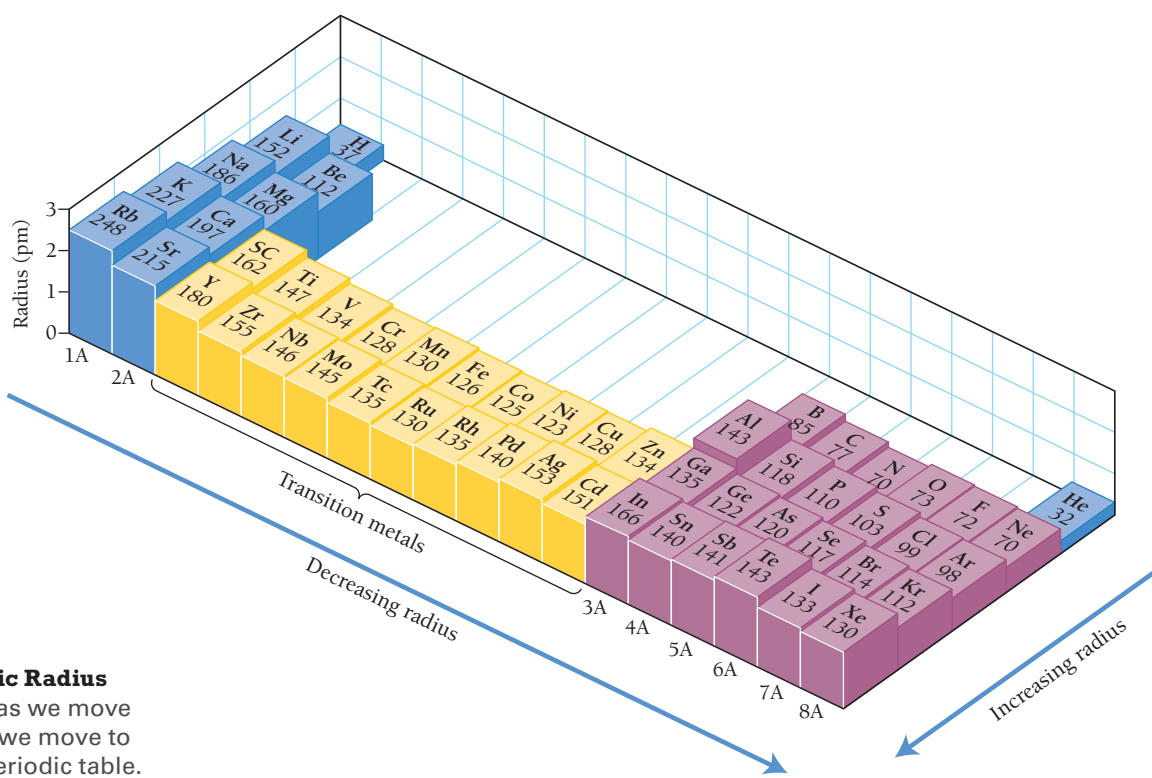 H
37
Li
152
Be
112
Na
186
Mg
160
K
227
Ca
197
Rb
248
Sr
215
SC
162
Ti
147
V
134
Cr
128
Mn
130
Fe
126
Co
125
Ni
123
Cu
128
Zn
134
Y
180
Zr
155
Nb
146
Mo
145
Tc
135
Ru
130
Rh
135
Pd
140
Ag
153
Cd
151
B
85
C
77
N
70
O
73
F
72
Ne
70
He
32
Al
143
Si
118
P
110
S
103
Cl
99
Ar
98
Ga
135
Ge
122
As
120
Se
117
Br
114
Kr
112
In
166
Sn
140
Sb
141
Te
143
I
133
Xe
130
Radius (pm)
3
2
1
0
1A
2A
3A
4A
5A
6A
7A
8A
Transition metals
Decreasing radius
Increasing radius
ic Radius
as we move
we move to
eriodic table.